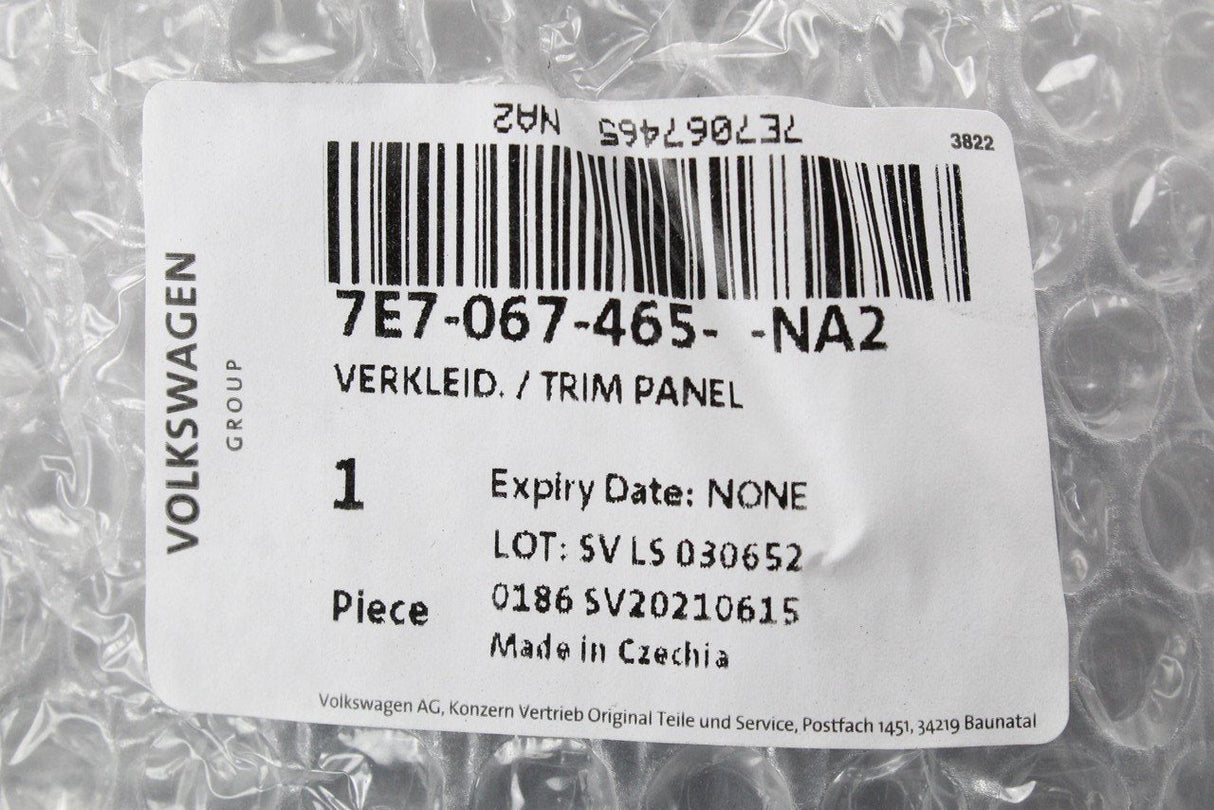 7E7067465 NA2
3822
7E7-067-465- -NA2
VERKLEID. / TRIM PANEL
VOLKSWAGEN
GROUP
1
Piece
Expiry Date: NONE
LOT: SV LS 030652
0186 SV20210615
Made in Czechia
Volkswagen AG, Konzern Vertrieb Original Teile und Service, Postfach 1451, 34219 Baunatal